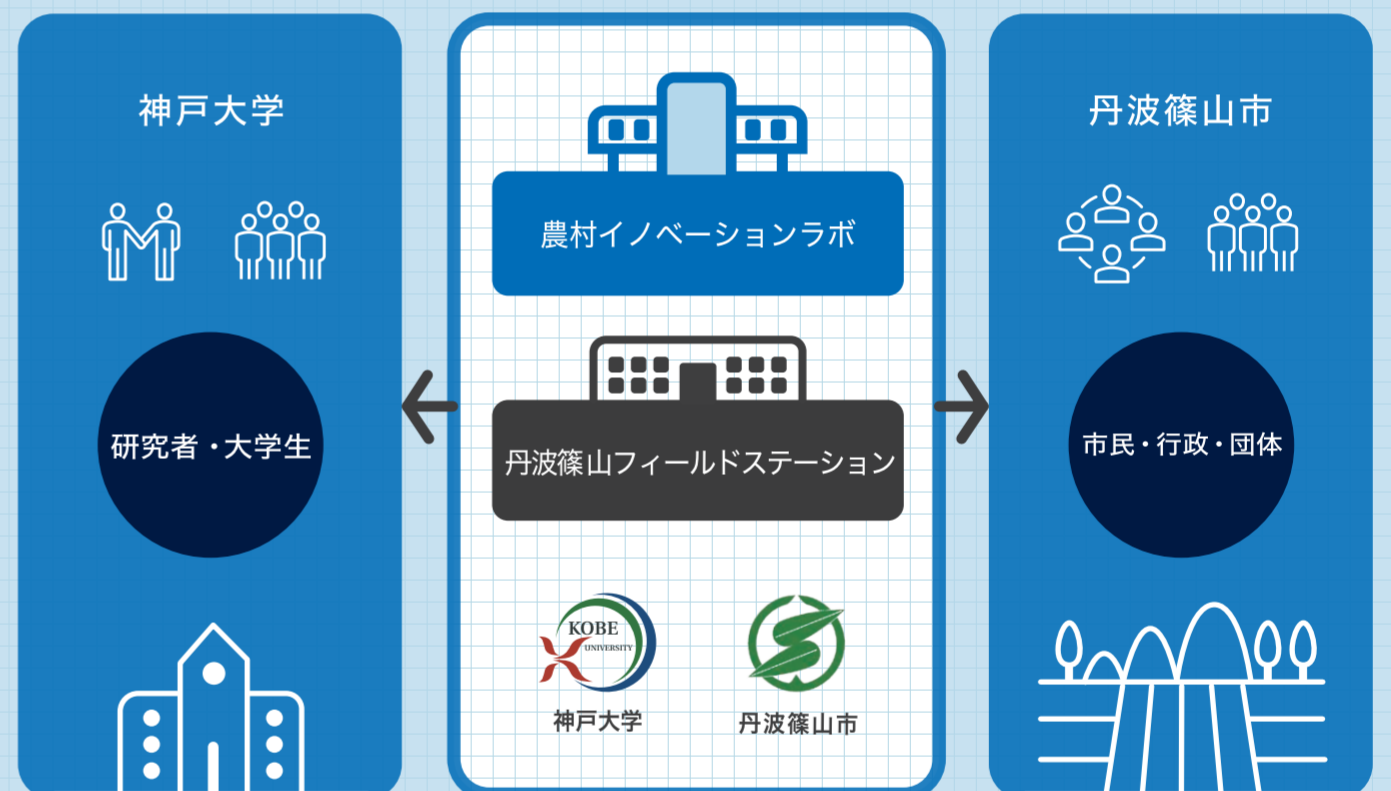 神戸大学
研究者・大学生
農村イノベーションラボ
丹波篠山フィールドステーション
KOBE
UNIVERSITY
神戸大学
丹波篠山市
丹波篠山市
市民・行政・団体